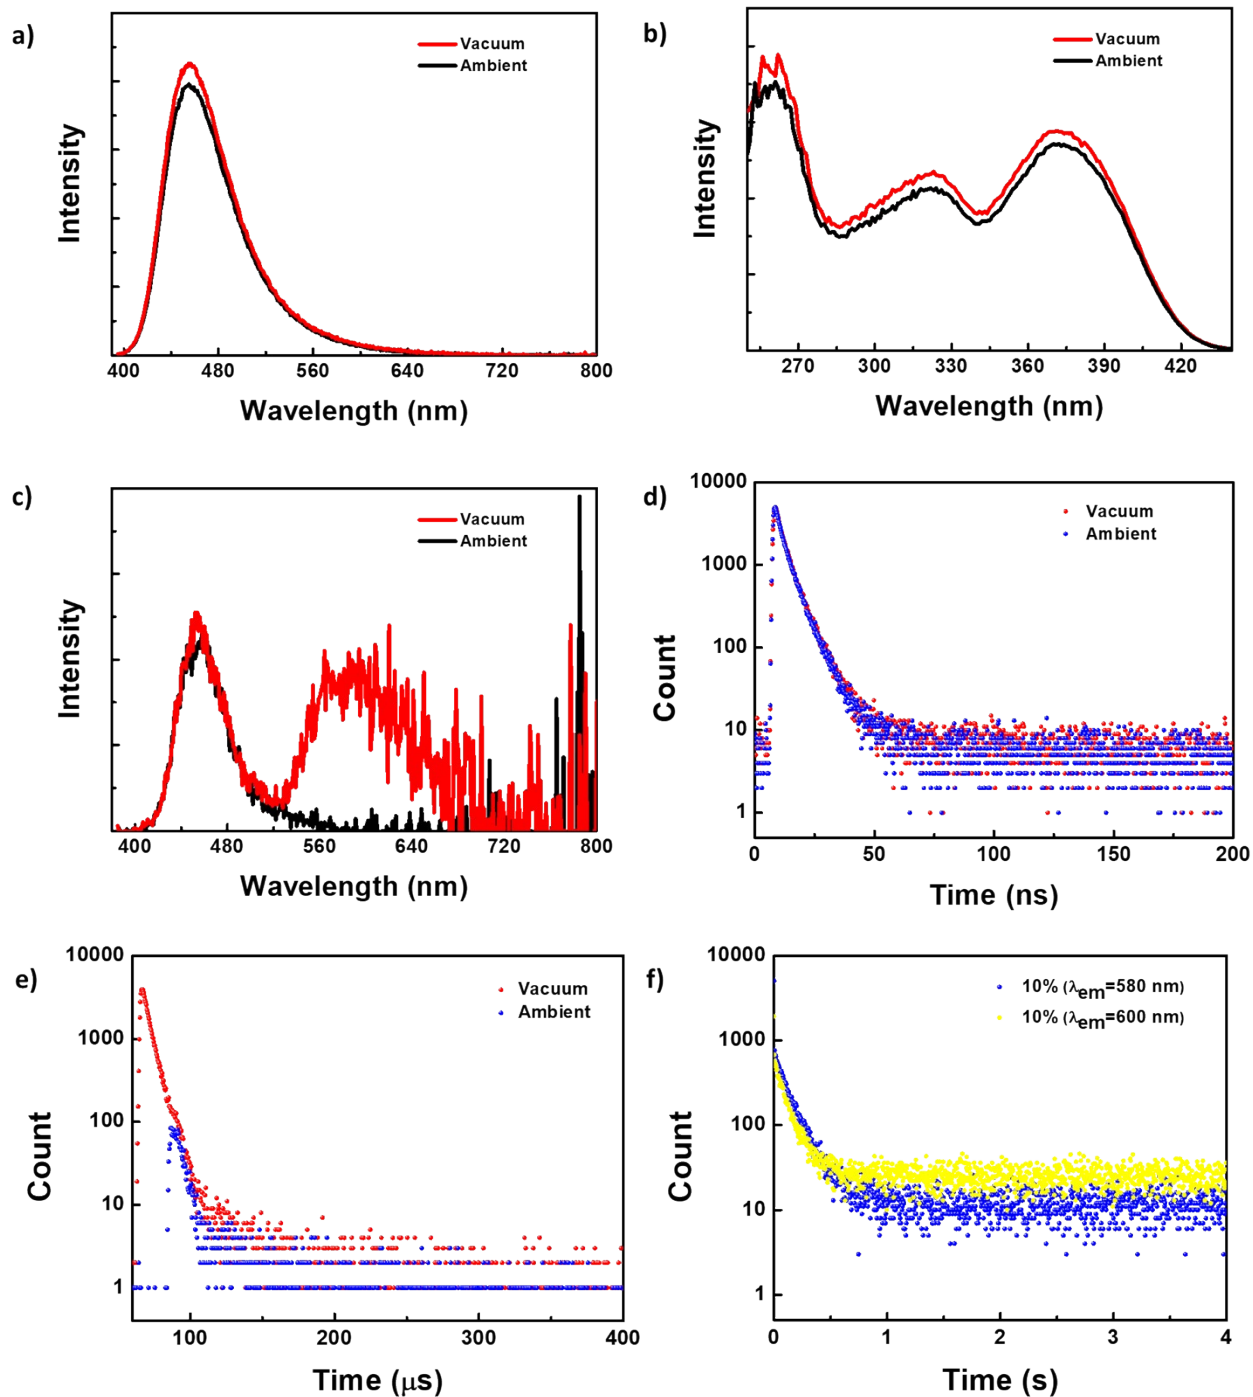 a)
Vacuum
Ambient
Intensity
400 480 560 640 720 800
Wavelength (nm)
b)
Vacuum
Ambient
Intensity
270 300 330 360 390 420
Wavelength (nm)
c)
Vacuum
Ambient
Intensity
400 480 560 640 720 800
Wavelength (nm)
d)
10000
1000
100
10
1
Vacuum
Ambient
Count
0 50 100 150 200
Time (ns)
e)
10000
1000
100
10
1
Vacuum
Ambient
Count
100 200 300 400
Time (μs)
f)
10000
1000
100
10
1
10% (λem=580 nm)
10% (λem=600 nm)
Count
0 1 2 3 4
Time (s)